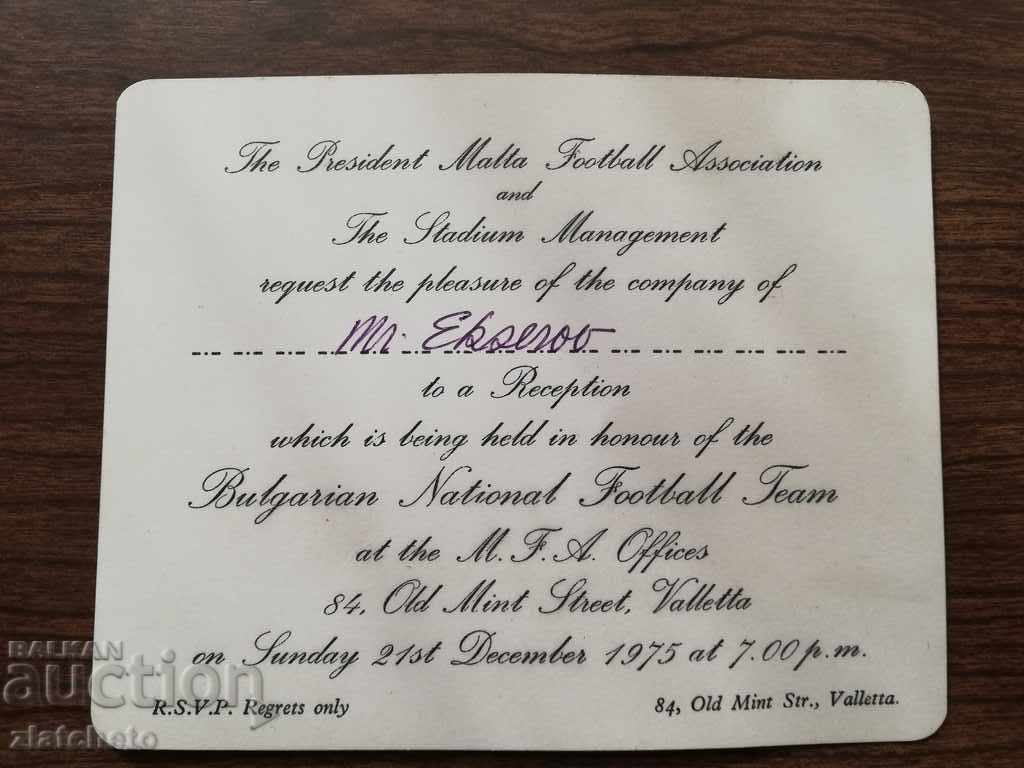 The President Malta Football Association
and
The Stadium Management
request the pleasure of the company of
Mr. Ekserov
to a Reception
which is being held in honour of the
Bulgarian National Football Team
at the M. F. A. Offices
84, Old Mint Street, Valletta
on Sunday 21st December 1975 at 7.00 p.m.
R.S.V.P. Regrets only
84, Old Mint Str., Valletta.
BALKAN
auction
zlatcheto